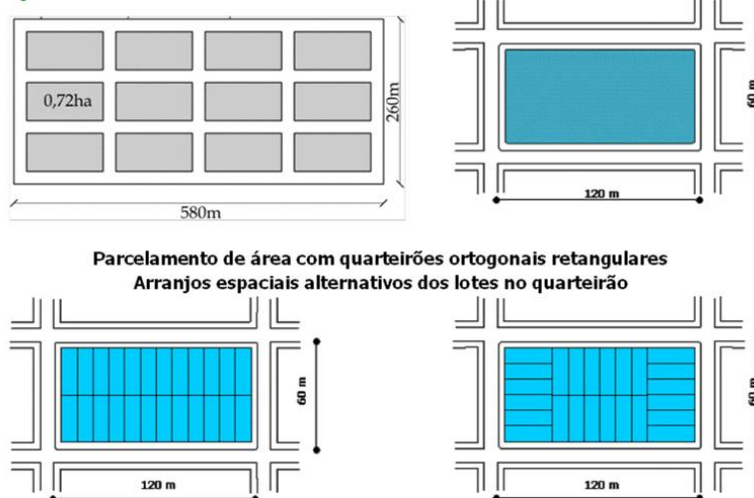 0,72ha
260m
580m
60 m
120 m
Parcelamento de área com quarteirões ortogonais retangulares
Arranjos espaciais alternativos dos lotes no quarteirão
60 m
120 m
60 m
120 m